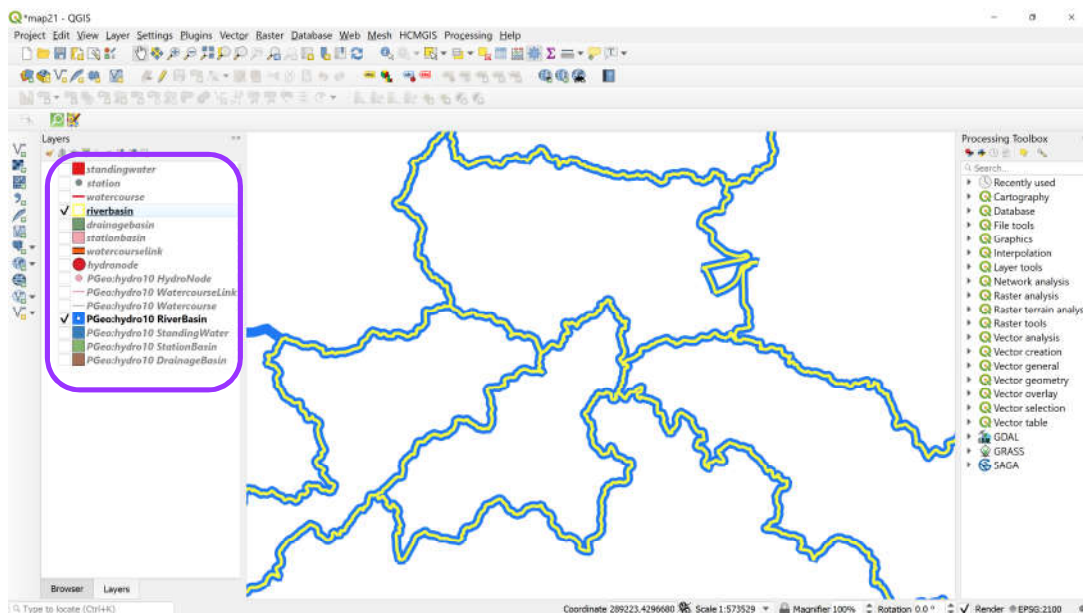 *map21 - QGIS
Project Edit View Layer Settings Plugins Vector Raster Database Web Mesh HCMGIS Processing Help
Layers
standingwater
station
watercourse
riverbasin
drainagebasin
stationbasin
watercourselink
hydronode
PGeo:hydro10 HydroNode
PGeo:hydro10 WatercourseLink
PGeo:hydro10 Watercourse
PGeo:hydro10 RiverBasin
PGeo:hydro10 StandingWater
PGeo:hydro10 StationBasin
PGeo:hydro10 DrainageBasin
Browser Layers
Processing Toolbox
Search...
Recently used
Cartography
Database
File tools
Graphics
Interpolation
Layer tools
Network analysis
Raster analysis
Raster terrain analys
Raster tools
Vector analysis
Vector creation
Vector general
Vector geometry
Vector overlay
Vector selection
Vector table
GDAL
GRASS
SAGA
Type to locate (Ctrl+K) Coordinate 289223,4296680 Scale 1:573529 Magnifier 100% Rotation 0.0 ° Render EPSG:2100